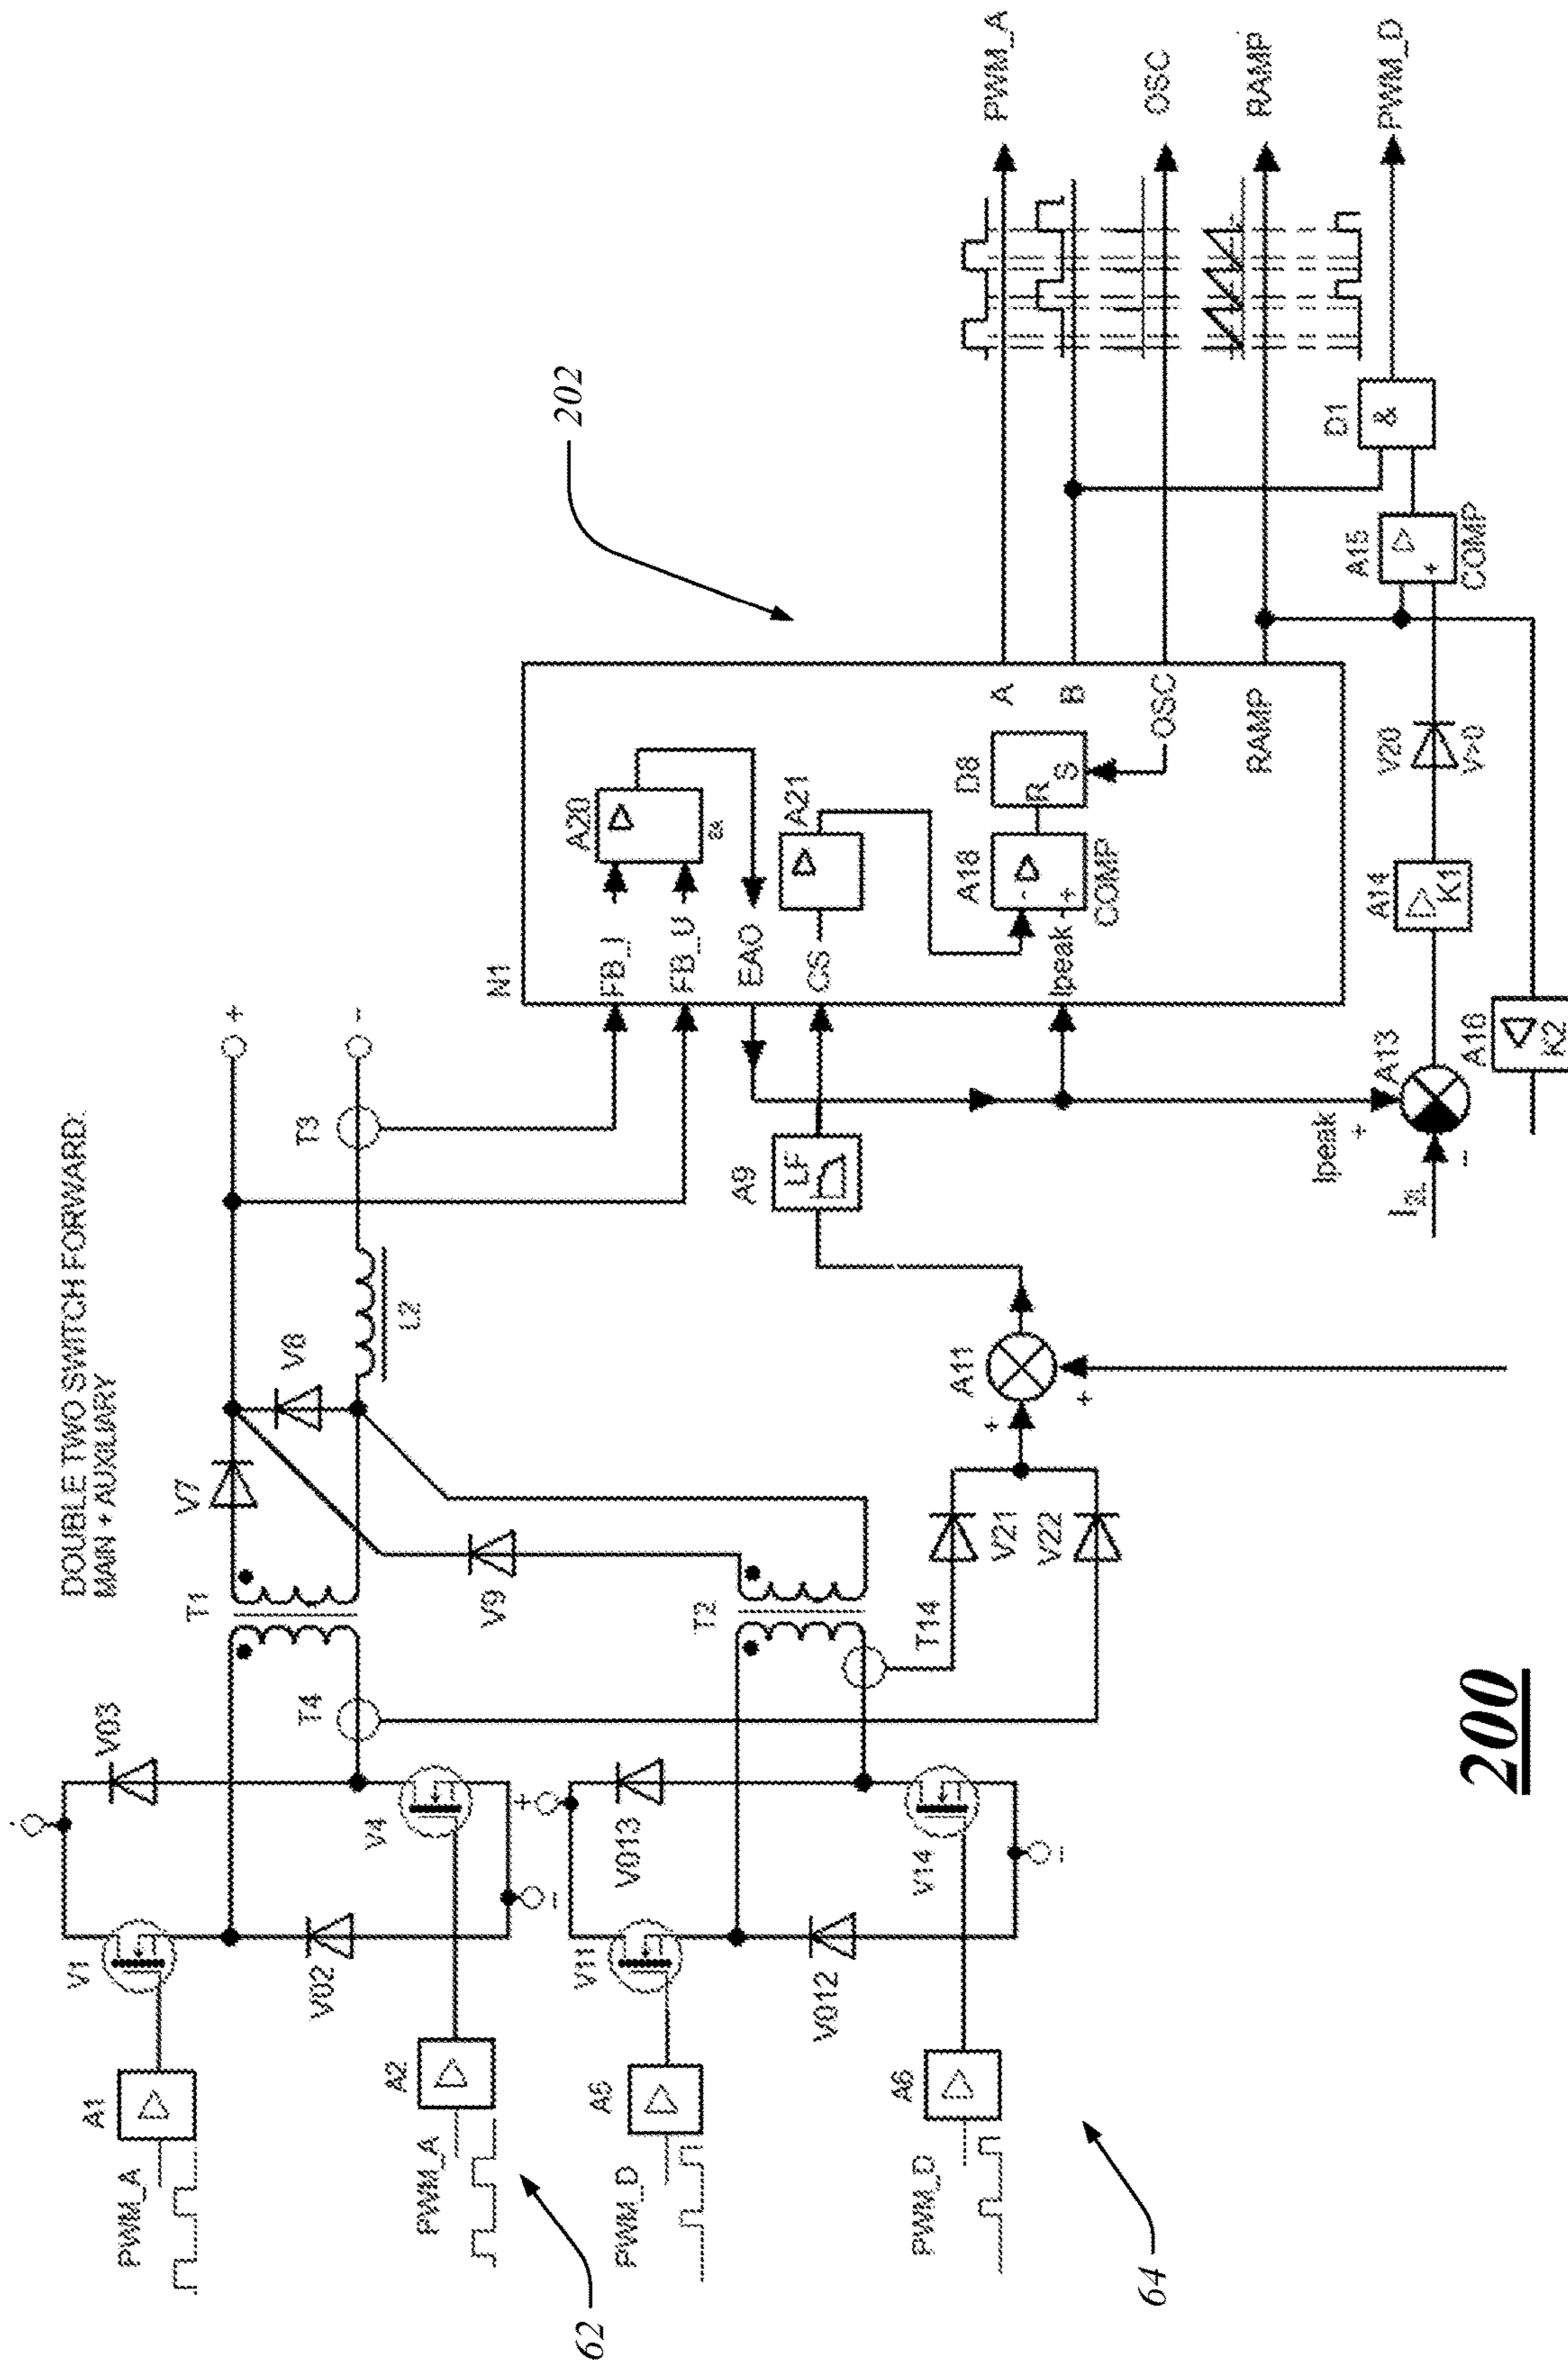 DOUBLE TWO SWITCH FORWARD:
MAIN + AUXILIARY
PWM_A
A1
V1
V02
V03
PWM_A
A2
V4
T4
T1
V7
V8
L2
T3
+
-
62
PWM_D
A5
V11
V012
V013
+
-
PWM_D
A6
V14
-
T2
T14
V9
V21
V22
64
A11
+
+
A9
LF
N1
FB_I
FB_U
EAO
CS
Ipeak
A20
&
A21
A18
-
+
COMP
D8
R
S
A
B
OSC
RAMP
202
PWM_A
OSC
RAMP
PWM_D
D1
&
A15
+
COMP
V20
V>0
A14
K1
A13
Ipeak
+
-
A16
K2
200